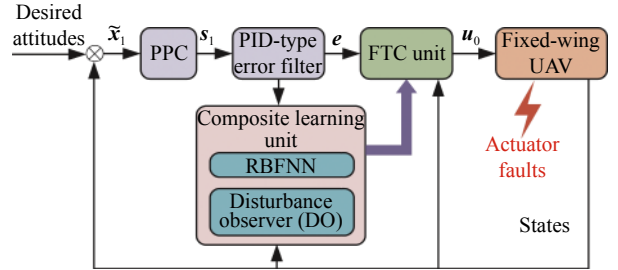 Desired
attitudes
x̃₁
PPC
s₁
PID-type
error filter
e
FTC unit
u₀
Fixed-wing
UAV
Composite learning
unit
RBFNN
Disturbance
observer (DO)
Actuator
faults
States